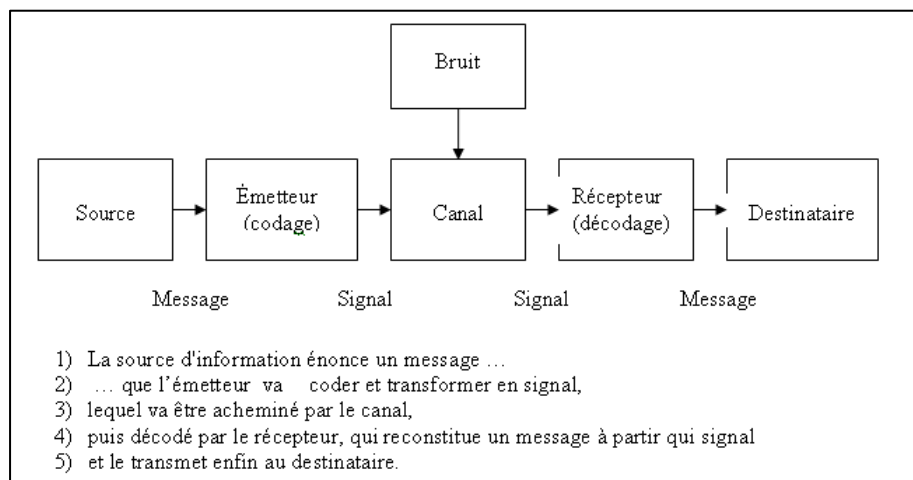 Bruit
Source
Émetteur
(codage)
Canal
Récepteur
(décodage)
Destinataire
Message
Signal
Signal
Message
1) La source d'information énonce un message ...
2) ... que l'émetteur va coder et transformer en signal,
3) lequel va être acheminé par le canal,
4) puis décodé par le récepteur, qui reconstitue un message à partir qui signal
5) et le transmet enfin au destinataire.